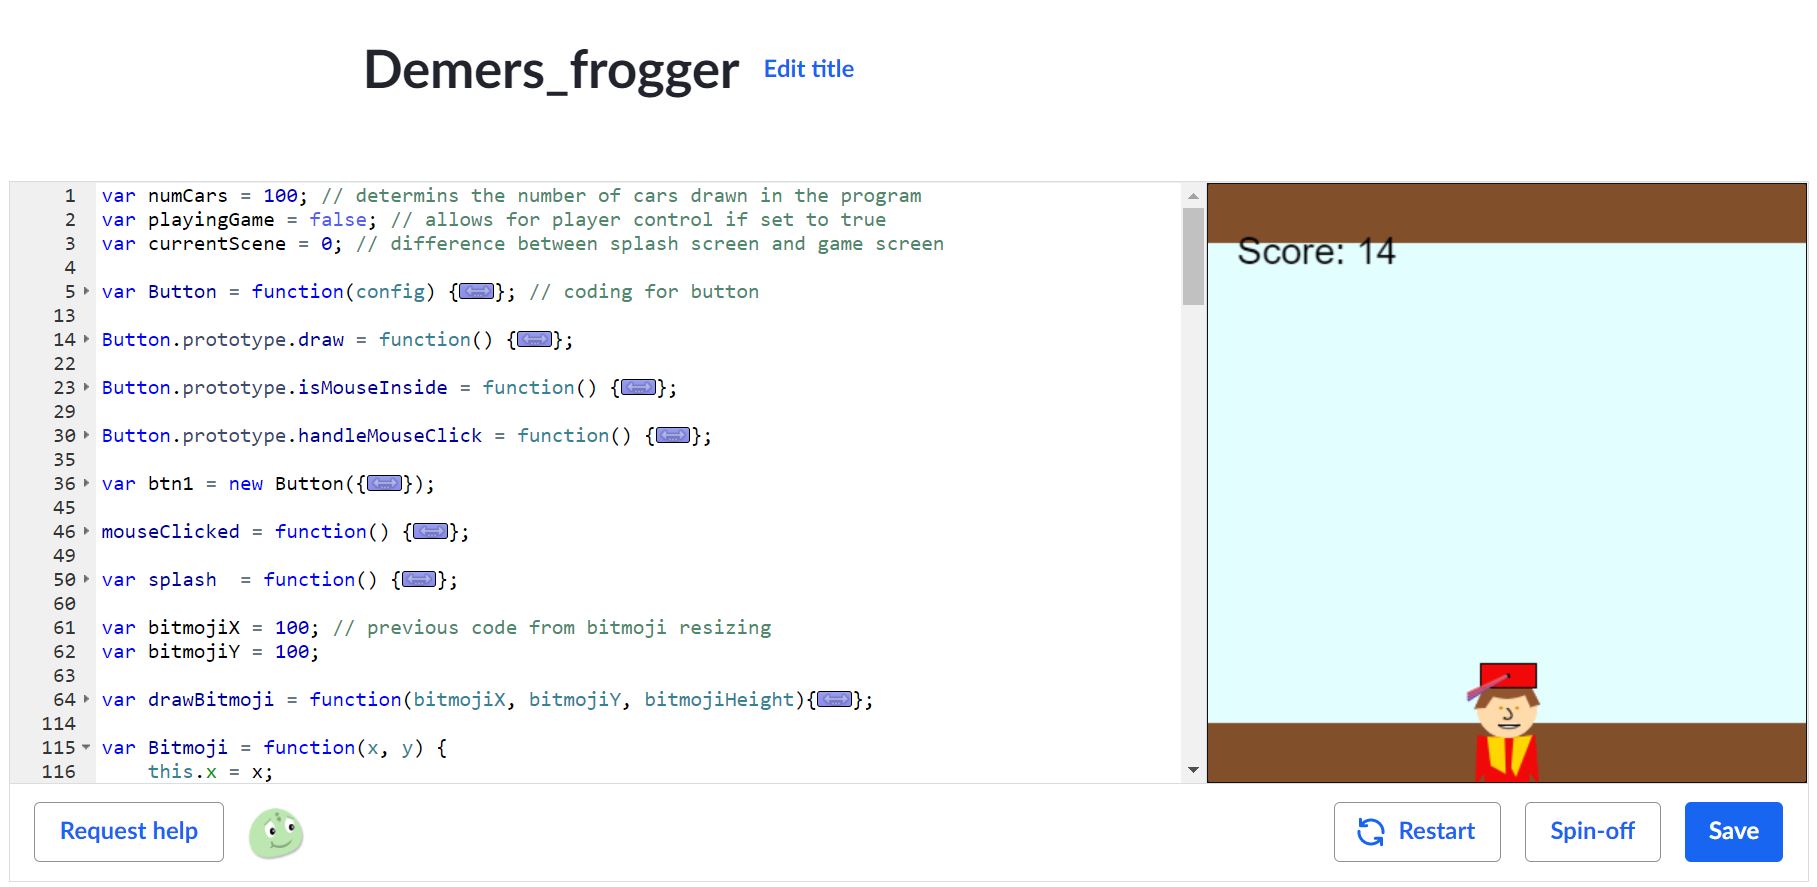 Demers_frogger Edit title
1 var numCars = 100; // determins the number of cars drawn in the program
2 var playingGame = false; // allows for player control if set to true
3 var currentScene = 0; // difference between splash screen and game screen
4
5 var Button = function(config) {}; // coding for button
13
14 Button.prototype.draw = function() {};
22
23 Button.prototype.isMouseInside = function() {};
29
30 Button.prototype.handleMouseClick = function() {};
35
36 var btn1 = new Button({});
45
46 mouseClicked = function() {};
49
50 var splash  = function() {};
60
61 var bitmojiX = 100; // previous code from bitmoji resizing
62 var bitmojiY = 100;
63
64 var drawBitmoji = function(bitmojiX, bitmojiY, bitmojiHeight){};
114
115 var Bitmoji = function(x, y) {
116     this.x = x;
Score: 14
Request help
Restart
Spin-off
Save